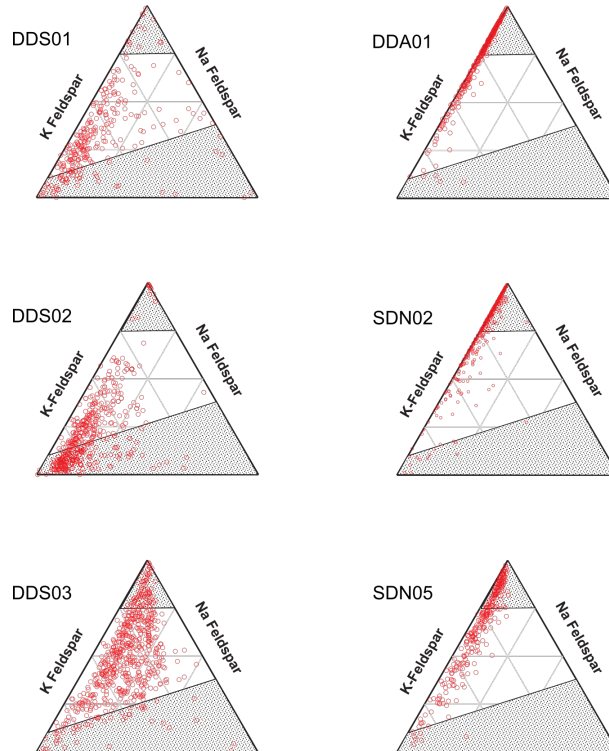 DDS01
K Feldspar
Na Feldspar
DDA01
K-Feldspar
Na Feldspar
DDS02
K-Feldspar
Na Feldspar
SDN02
K-Feldspar
Na Feldspar
DDS03
K Feldspar
Na Feldspar
SDN05
K-Feldspar
Na Feldspar